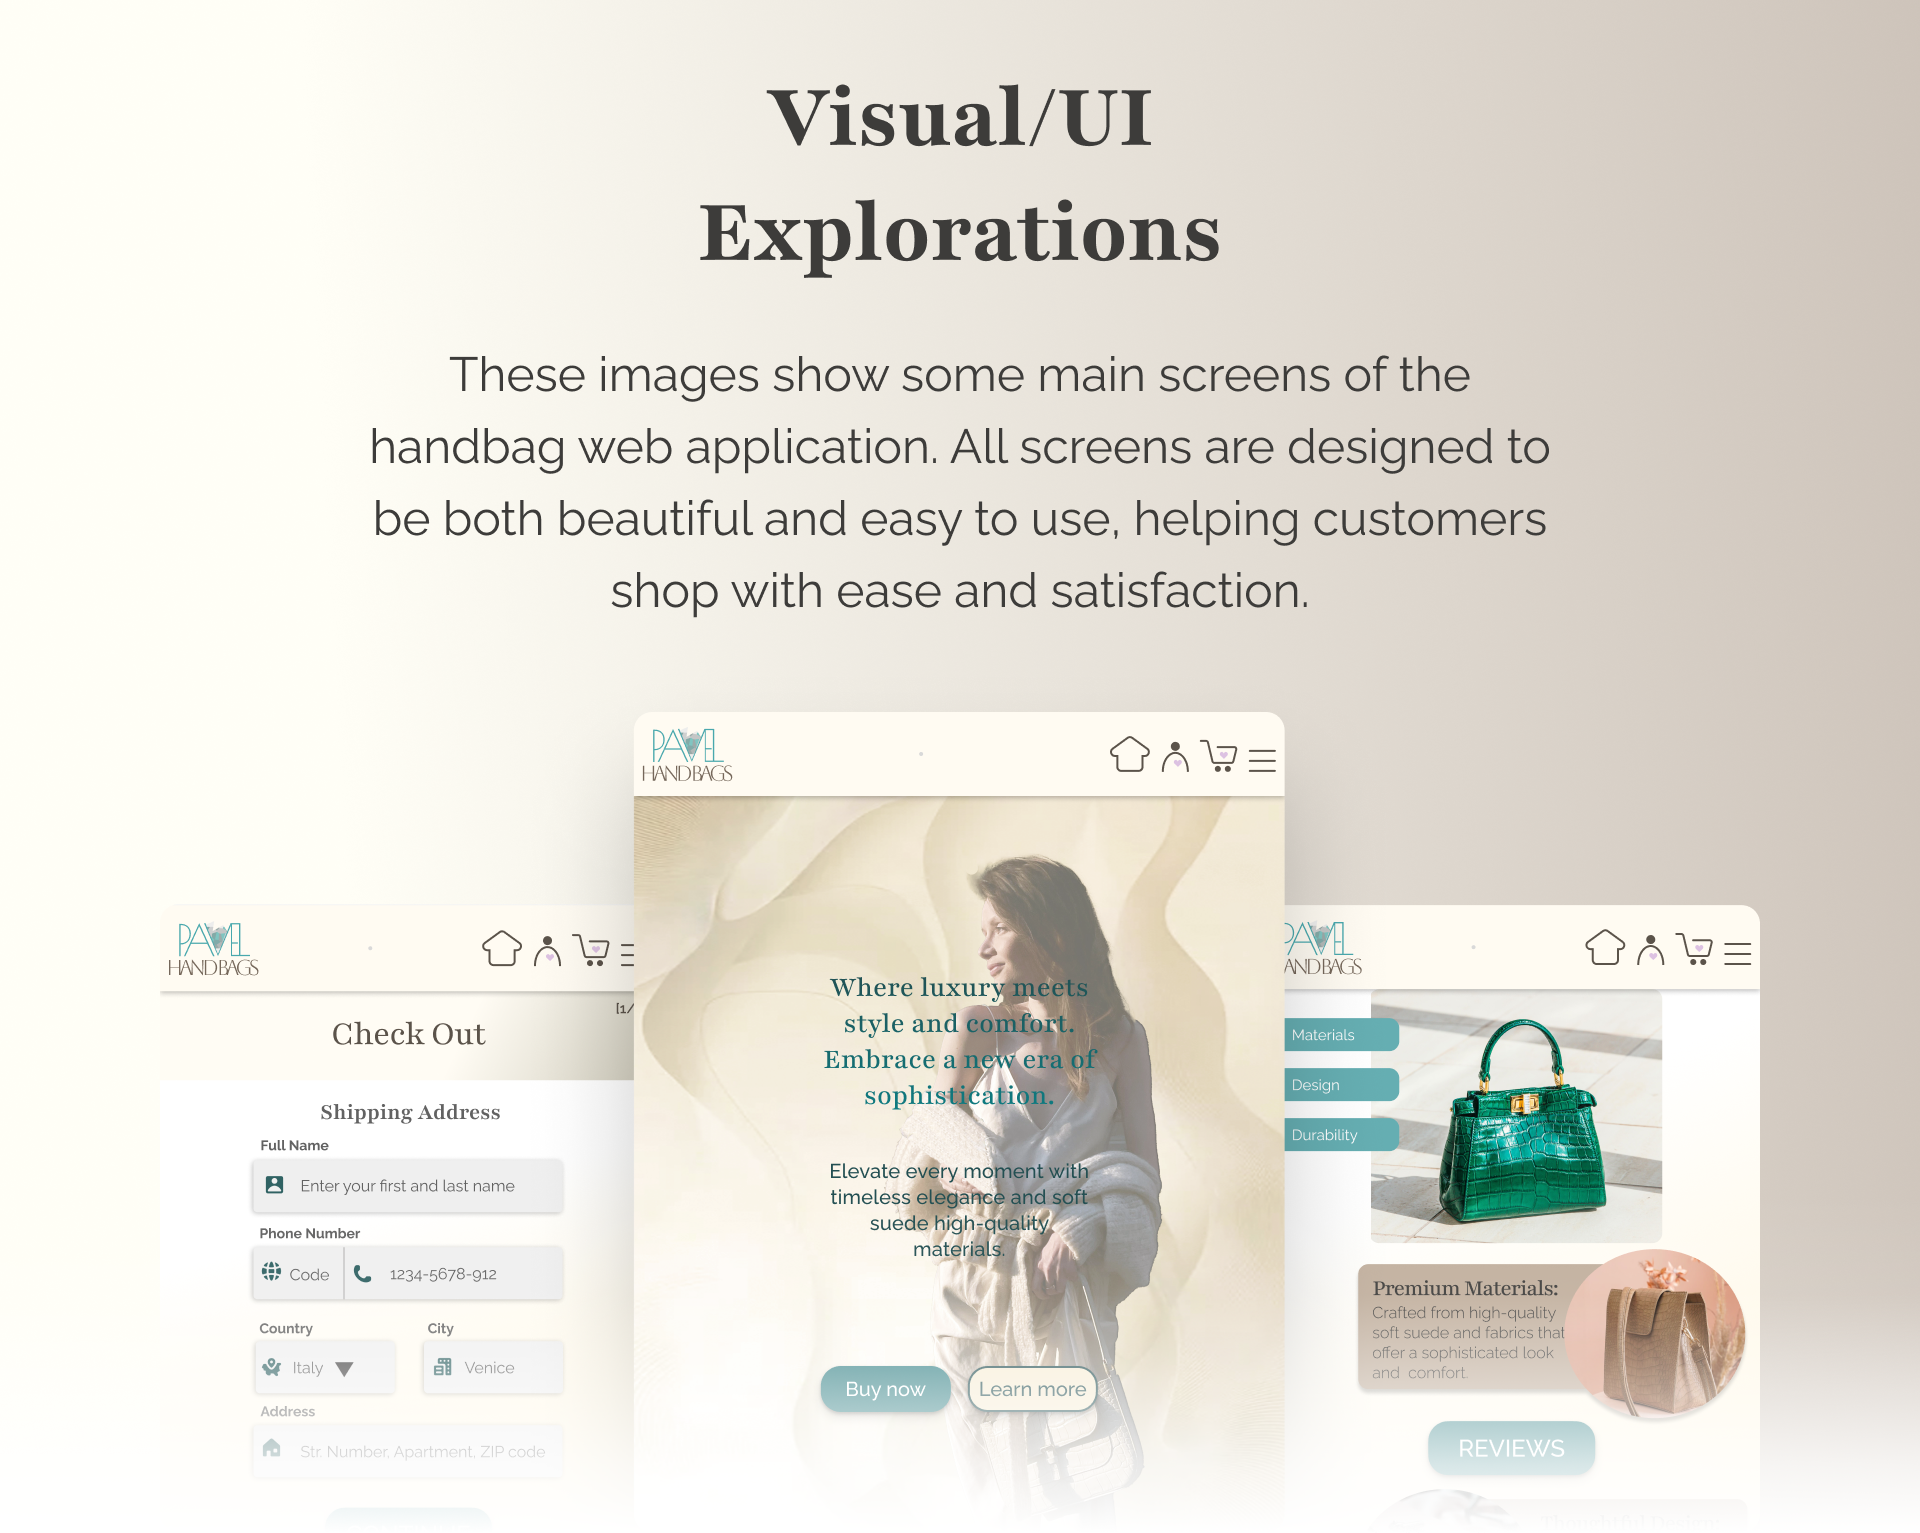 Visual/UI
Explorations
These images show some main screens of the
handbag web application. All screens are designed to
be both beautiful and easy to use, helping customers
shop with ease and satisfaction.
PAVEL
HANDBAGS
Where luxury meets
style and comfort.
Embrace a new era of
sophistication.
Elevate every moment with
timeless elegance and soft
suede high-quality
materials.
Buy now
Learn more
PAVEL
HANDBAGS
[1/
Check Out
Shipping Address
Full Name
Enter your first and last name
Phone Number
Code
1234-5678-912
Country
City
Italy
Venice
Address
Str. Number, Apartment, ZIP code
PAVEL
ANDBAGS
Materials
Design
Durability
Premium Materials:
Crafted from high-quality
soft suede and fabrics that
offer a sophisticated look
and comfort.
REVIEWS